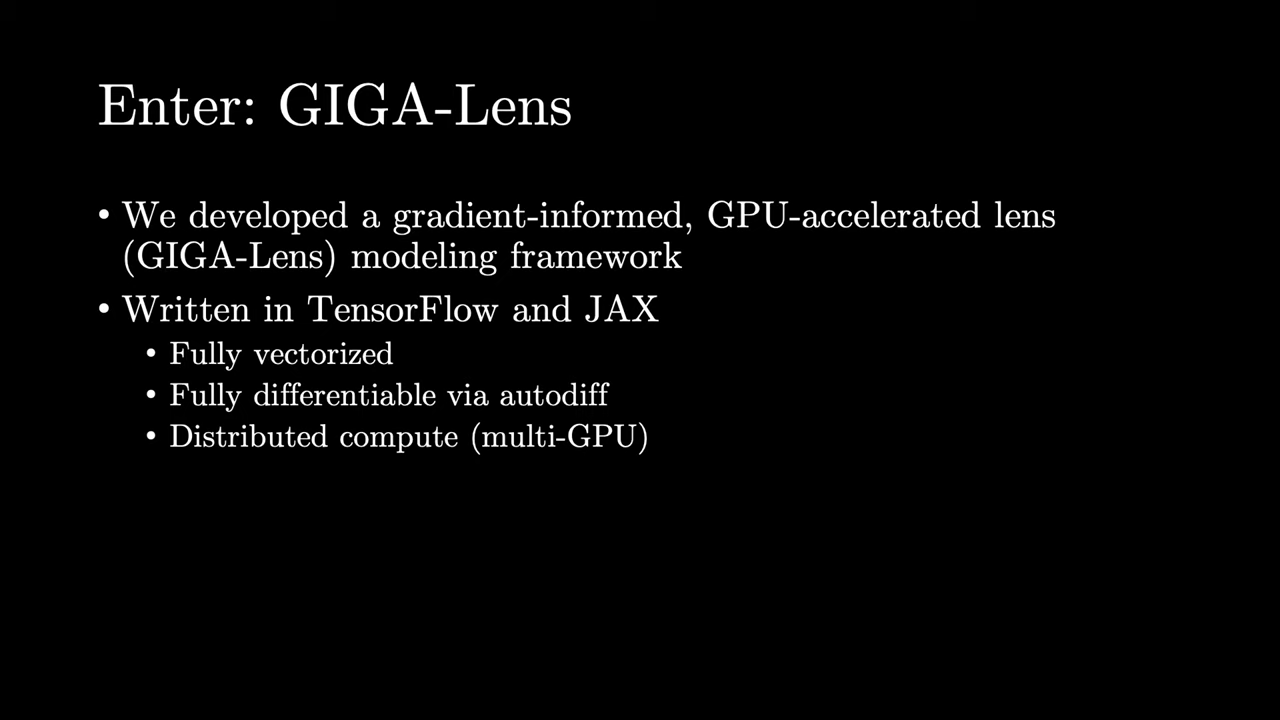 Enter: GIGA-Lens
• We developed a gradient-informed, GPU-accelerated lens
(GIGA-Lens) modeling framework
• Written in TensorFlow and JAX
• Fully vectorized
• Fully differentiable via autodiff
• Distributed compute (multi-GPU)